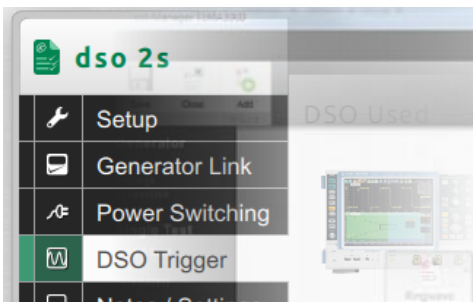 dso 2s
Close
Add
DSO Used
Setup
Generator Link
Power Switching
DSO Trigger